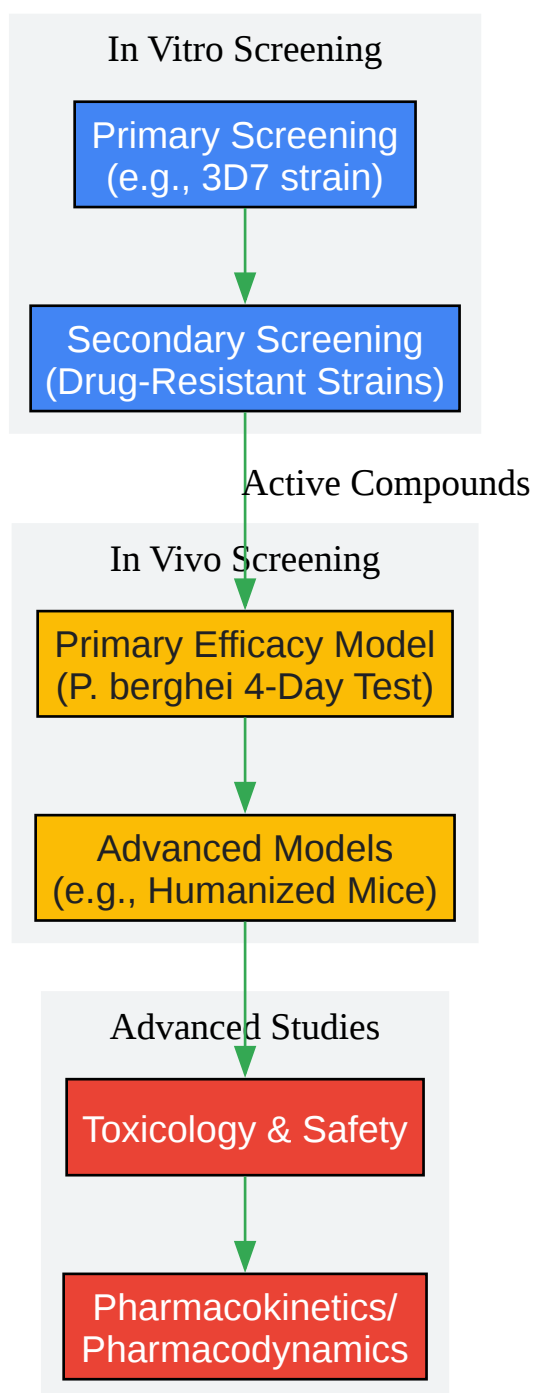 In Vitro Screening
Primary Screening
(e.g., 3D7 strain)
Secondary Screening
(Drug-Resistant Strains)
Active Compounds
In Vivo Screening
Primary Efficacy Model
(P. berghei 4-Day Test)
Advanced Models
(e.g., Humanized Mice)
Advanced Studies
Toxicology & Safety
Pharmacokinetics/
Pharmacodynamics